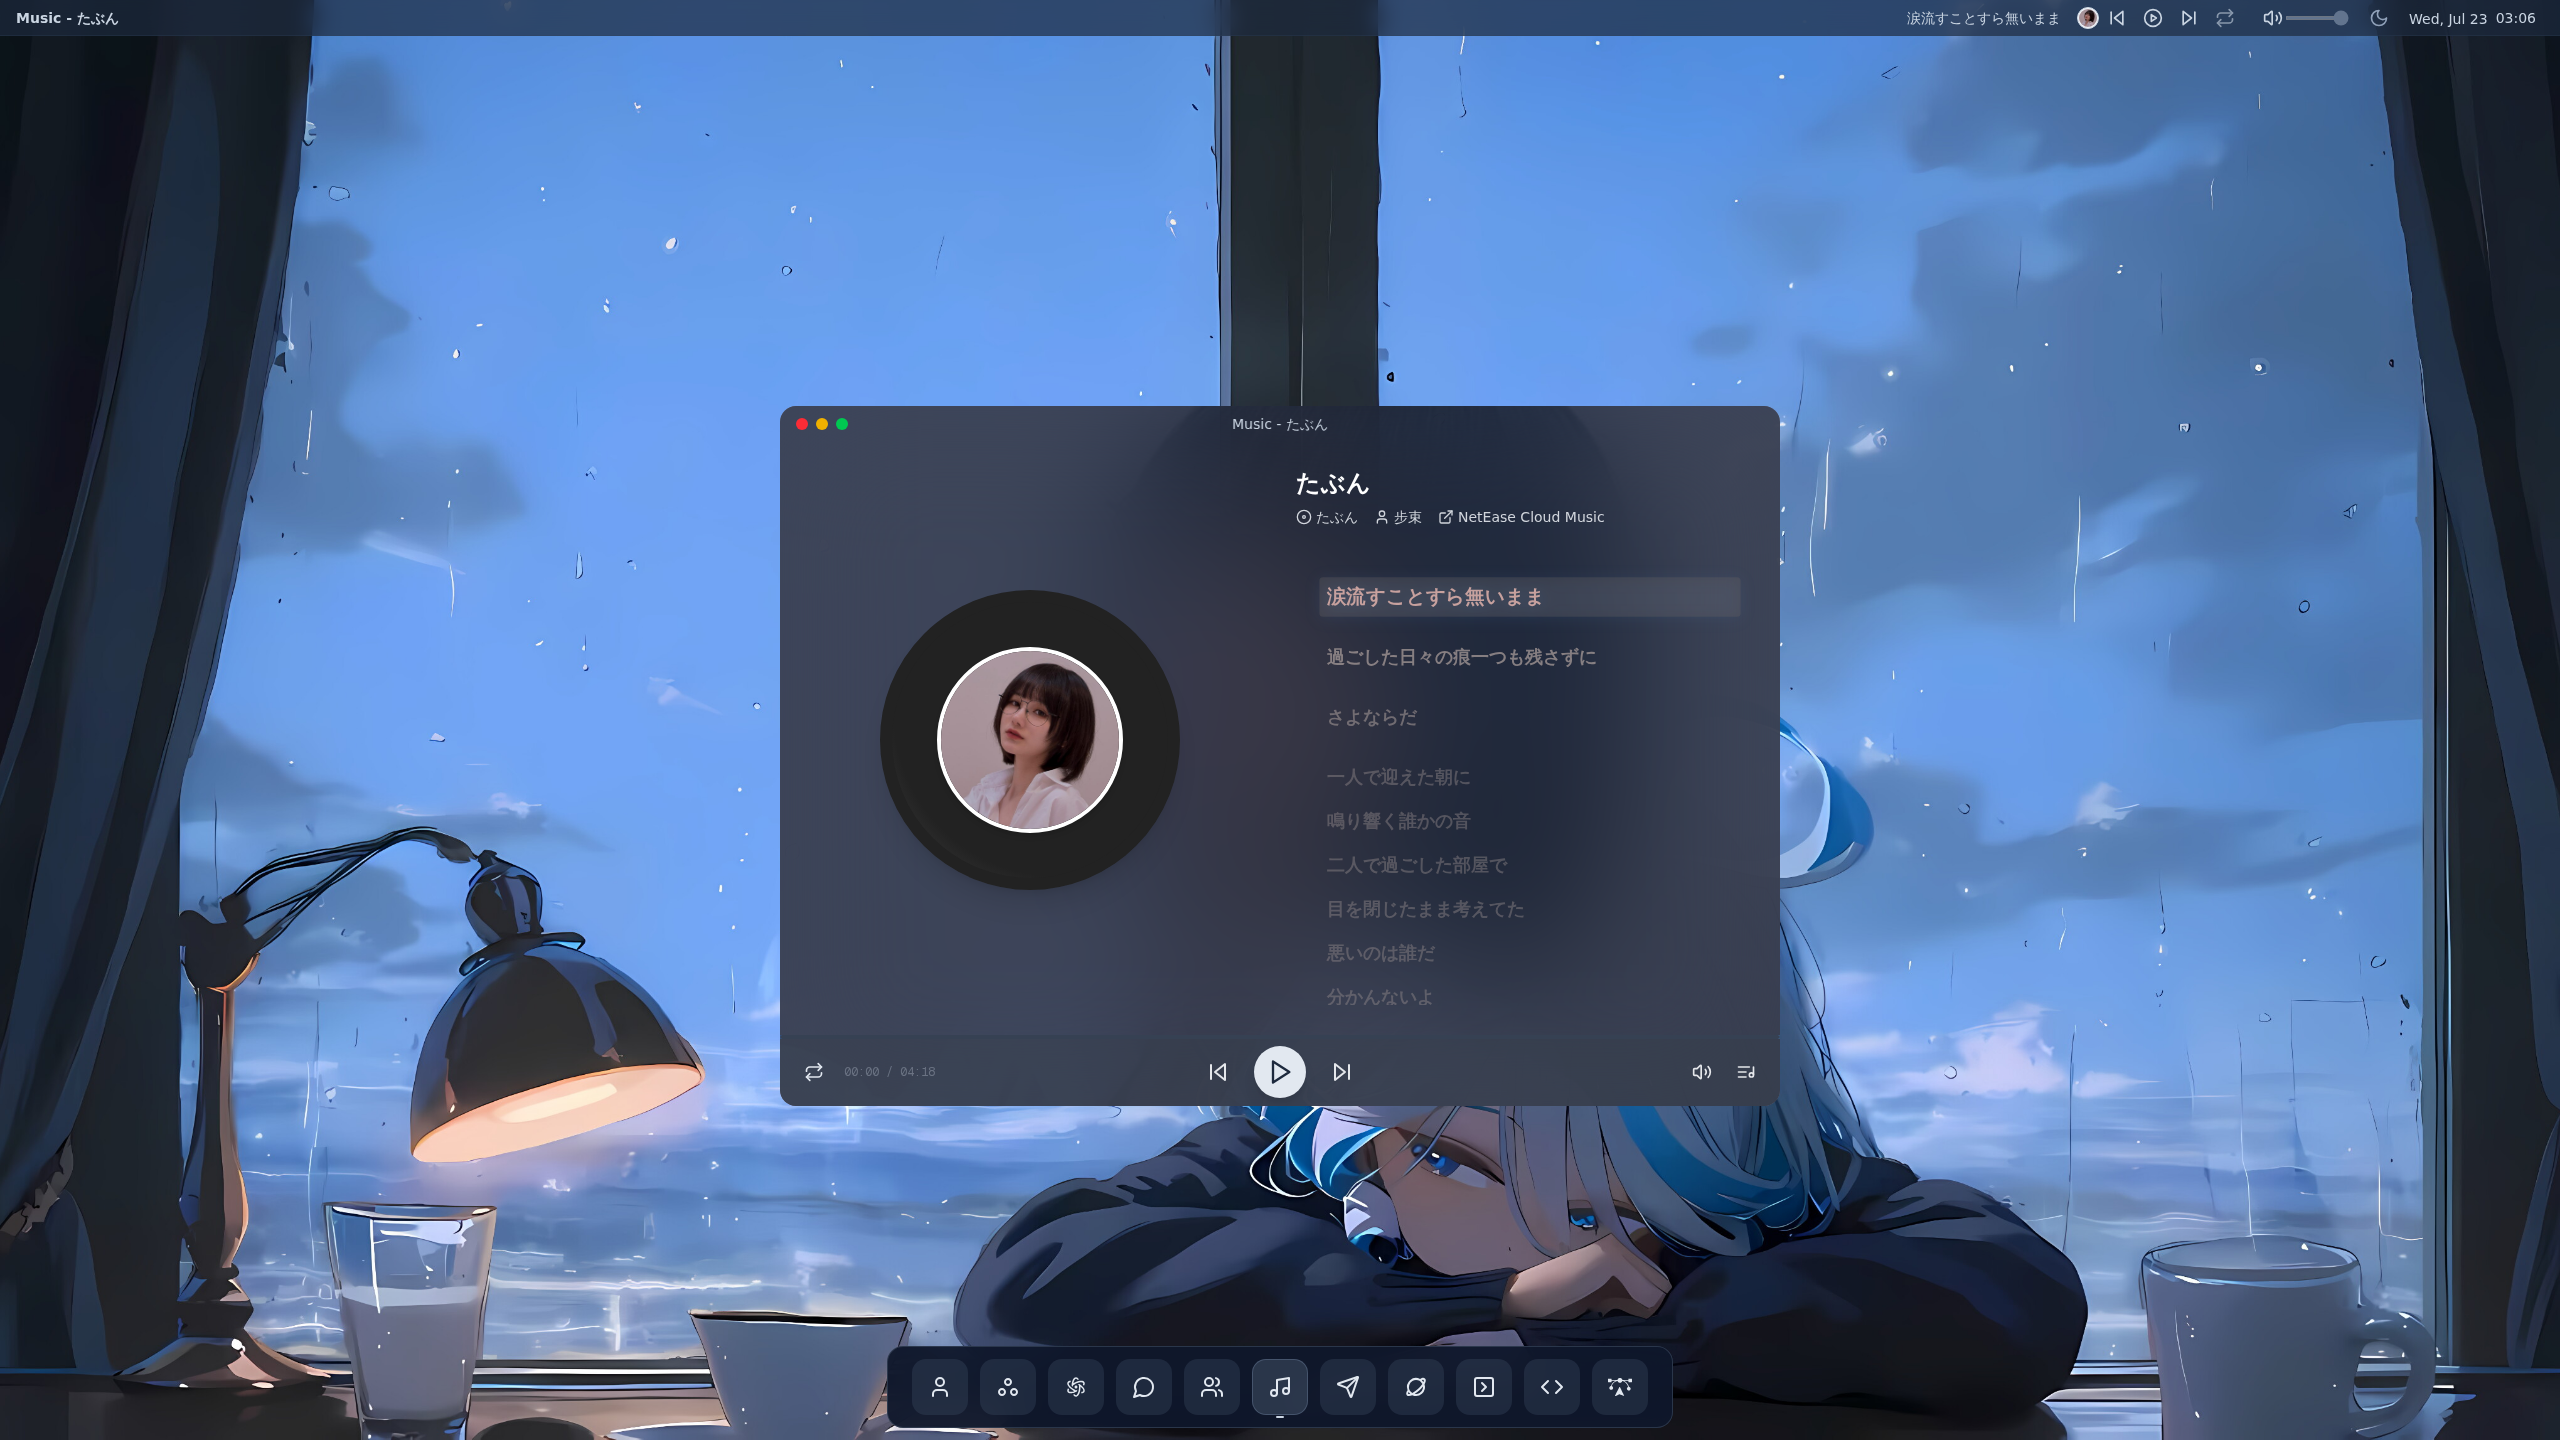 Music - たぶん
涙流すことすら無いまま
Wed, Jul 23 03:06
Music - たぶん
たぶん
たぶん 步束 NetEase Cloud Music
涙流すことすら無いまま
過ごした日々の痕一つも残さずに
さよならだ
一人で迎えた朝に
鳴り響く誰かの音
二人で過ごした部屋で
目を閉じたまま考えてた
悪いのは誰だ
分かんないよ
00:00 / 04:18